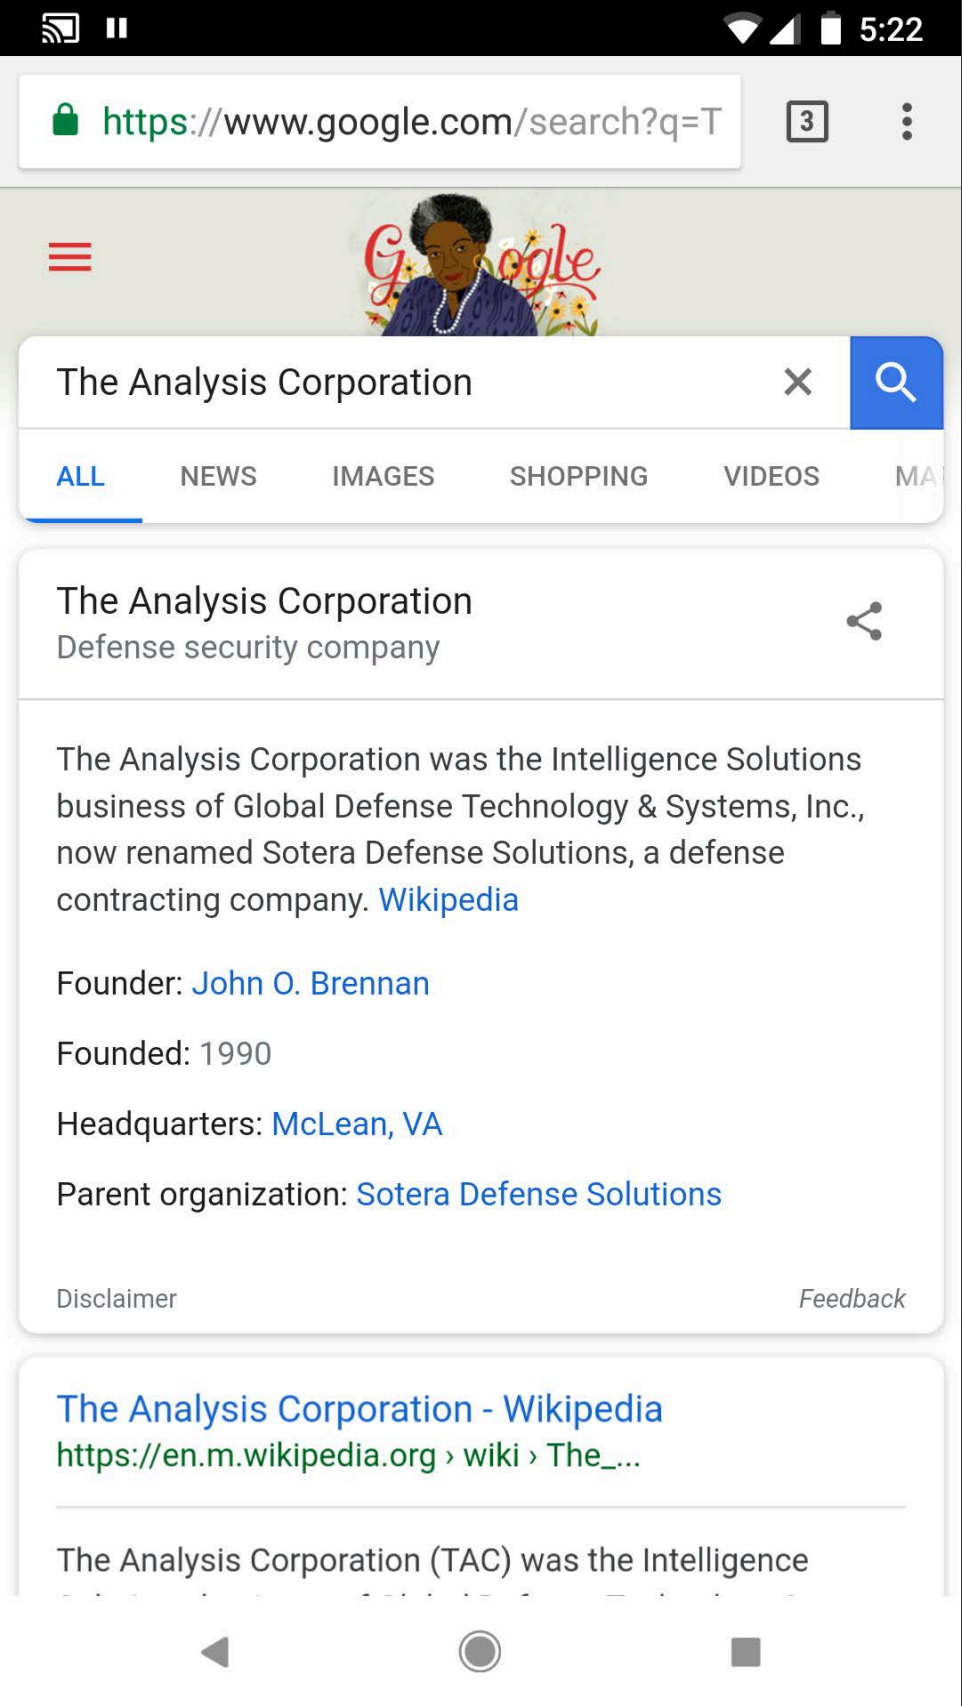 5:22
https://www.google.com/search?q=T
3
Google
The Analysis Corporation
ALL NEWS IMAGES SHOPPING VIDEOS MA
The Analysis Corporation
Defense security company
The Analysis Corporation was the Intelligence Solutions
business of Global Defense Technology & Systems, Inc.,
now renamed Sotera Defense Solutions, a defense
contracting company. Wikipedia
Founder: John O. Brennan
Founded: 1990
Headquarters: McLean, VA
Parent organization: Sotera Defense Solutions
Disclaimer Feedback
The Analysis Corporation - Wikipedia
https://en.m.wikipedia.org › wiki › The_...
The Analysis Corporation (TAC) was the Intelligence